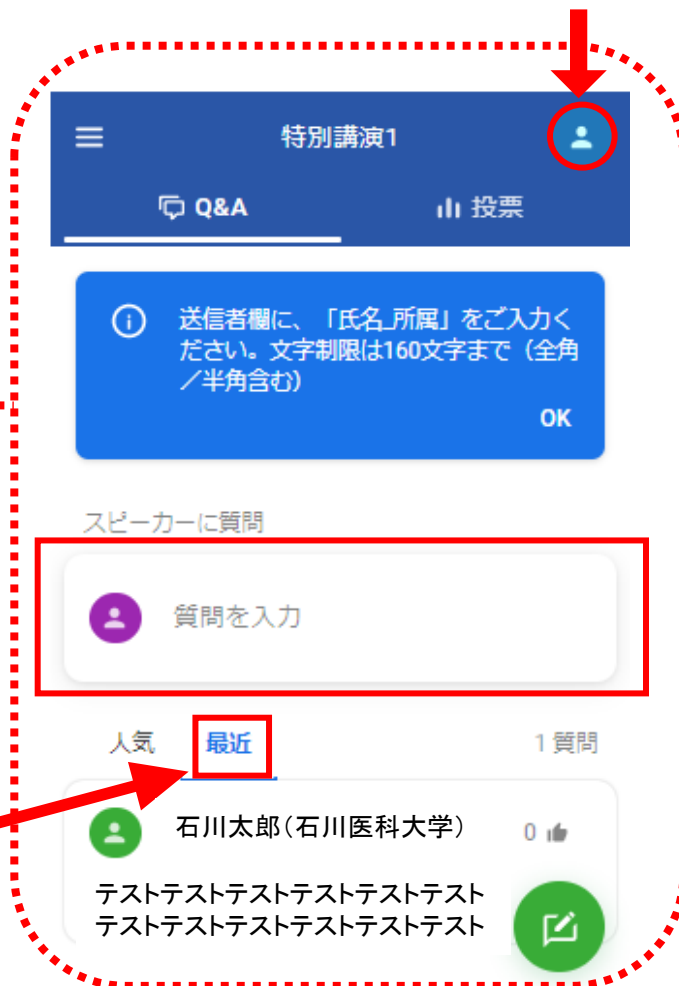 特別講演1
Q&A
投票
送信者欄に、「氏名_所属」をご入力く
ださい。文字制限は160文字まで（全角
／半角含む）
OK
スピーカーに質問
質問を入力
人気 最近 1 質問
石川太郎（石川医科大学） 0
テストテストテストテストテストテスト
テストテストテストテストテストテスト